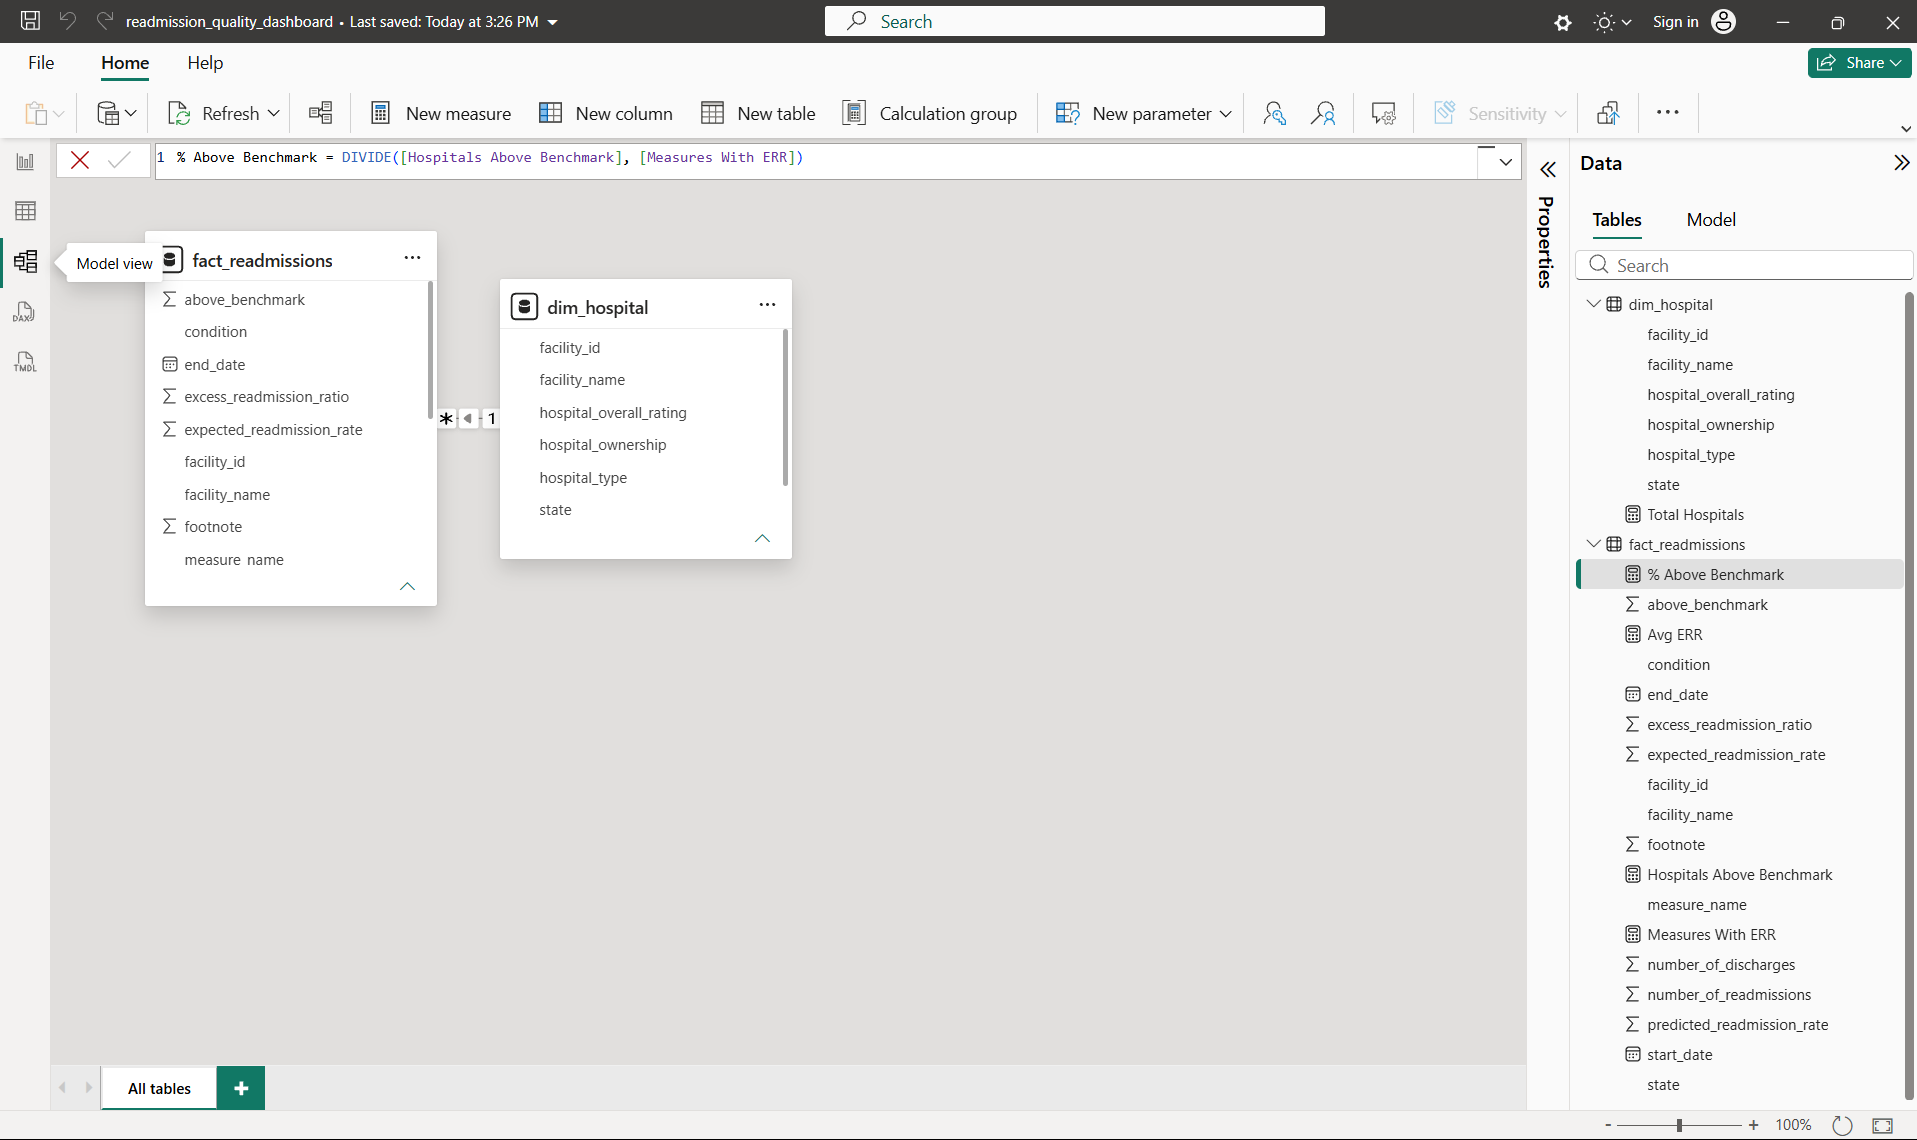 readmission_quality_dashboard • Last saved: Today at 3:26 PM
Search
Sign in
File
Home
Help
Share
Refresh
New measure
New column
New table
Calculation group
New parameter
Sensitivity
1 % Above Benchmark = DIVIDE([Hospitals Above Benchmark], [Measures With ERR])
DAX
TMDL
Model view
fact_readmissions
above_benchmark
condition
end_date
excess_readmission_ratio
expected_readmission_rate
facility_id
facility_name
footnote
measure_name
* 1
dim_hospital
facility_id
facility_name
hospital_overall_rating
hospital_ownership
hospital_type
state
Properties
Data
Tables
Model
Search
dim_hospital
facility_id
facility_name
hospital_overall_rating
hospital_ownership
hospital_type
state
Total Hospitals
fact_readmissions
% Above Benchmark
above_benchmark
Avg ERR
condition
end_date
excess_readmission_ratio
expected_readmission_rate
facility_id
facility_name
footnote
Hospitals Above Benchmark
measure_name
Measures With ERR
number_of_discharges
number_of_readmissions
predicted_readmission_rate
start_date
state
All tables
+
- + 100%